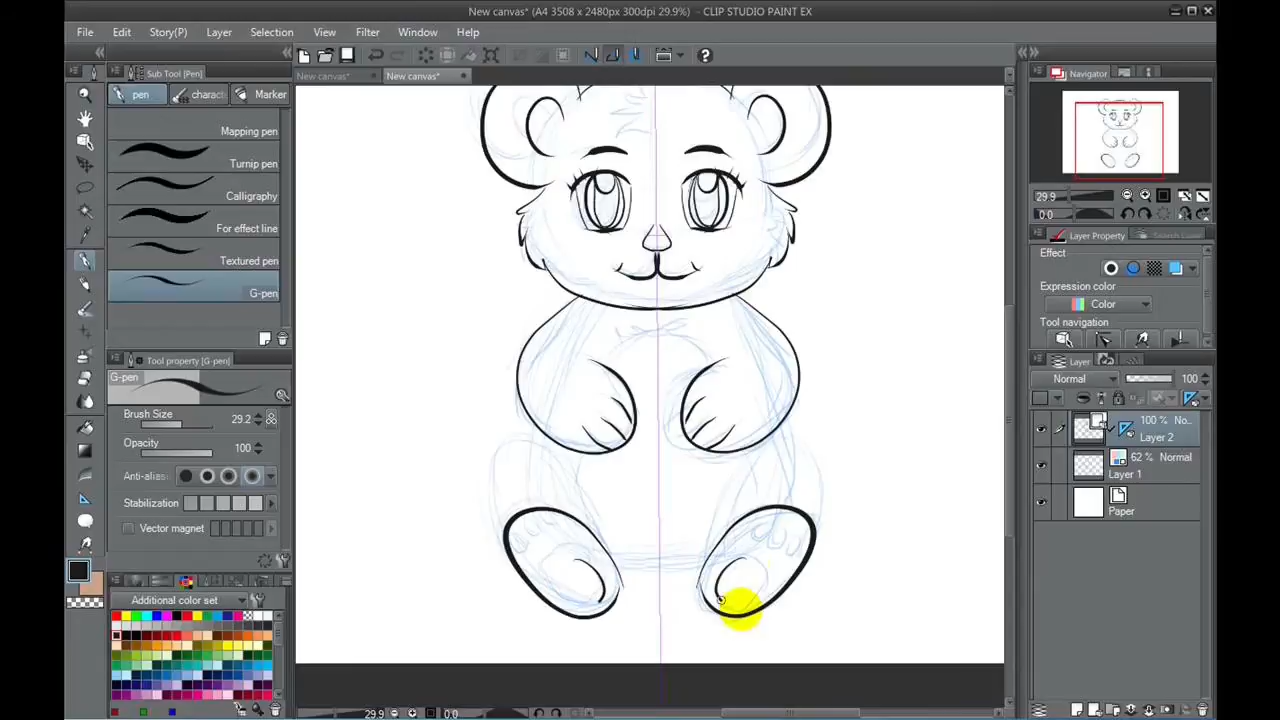 New canvas* (A4 3508 x 2480px 300dpi 29.9%) - CLIP STUDIO PAINT EX
File Edit Story(P) Layer Selection View Filter Window Help
Sub Tool [Pen]
New canvas* New canvas*
Navigator
pen charact Marker
Mapping pen
Turnip pen
Calligraphy
For effect line
Textured pen
G-pen
29.9
0.0
Layer Property Search Layer
Effect
Expression color
Color
Tool navigation
Tool property [G-pen]
G-pen
Brush Size 29.2
Opacity 100
Anti-alias
Stabilization
Vector magnet
Layer
Normal 100
100 % No...
Layer 2
62 % Normal
Layer 1
Paper
Additional color set
29.9 0.0